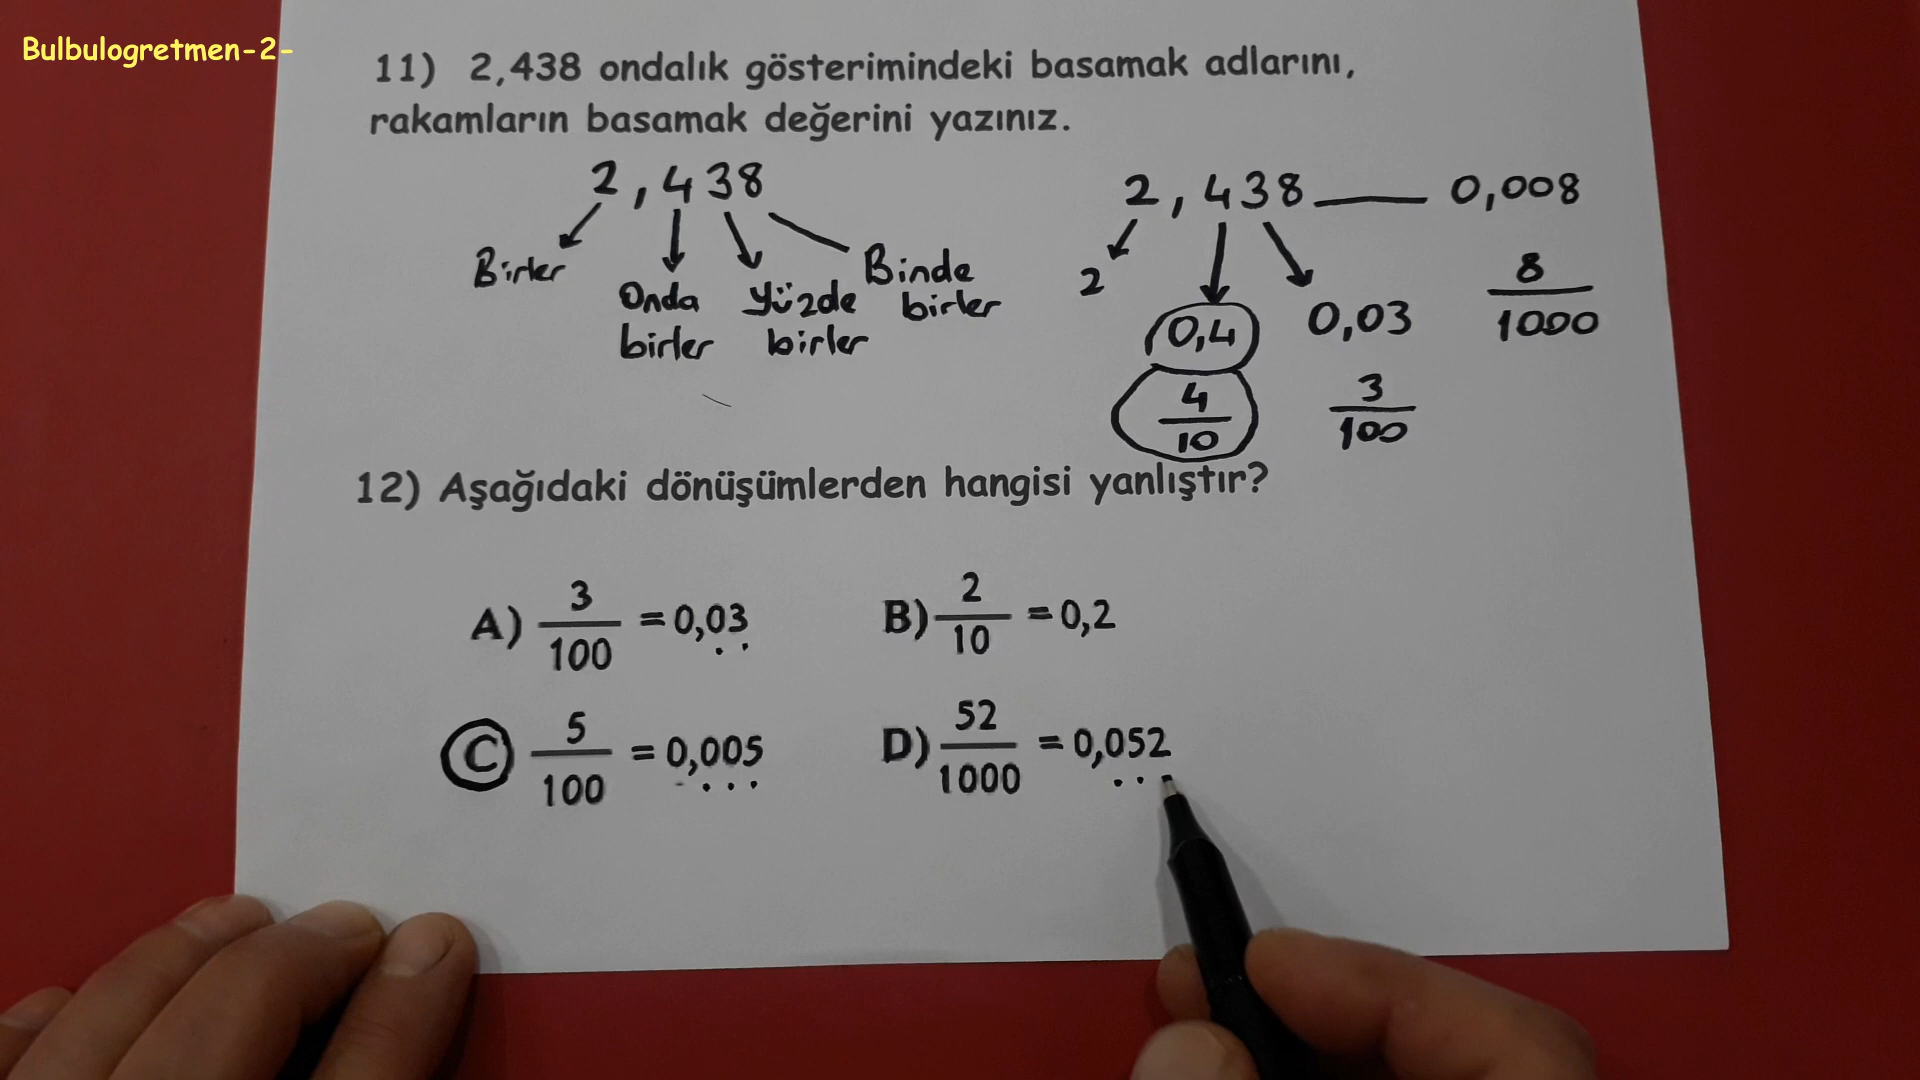 Bulbulogretmen-2-
11) 2,438 ondalık gösterimindeki basamak adlarını,
rakamların basamak değerini yazınız.
2,438
Birler
Onda
birler
Yüzde
birler
Binde
birler
2,438 0,008
2
0,4
4/10
0,03
3/100
8/1000
12) Aşağıdaki dönüşümlerden hangisi yanlıştır?
A) 3/100 = 0,03 B) 2/10 = 0,2
C 5/100 = 0,005 D) 52/1000 = 0,052